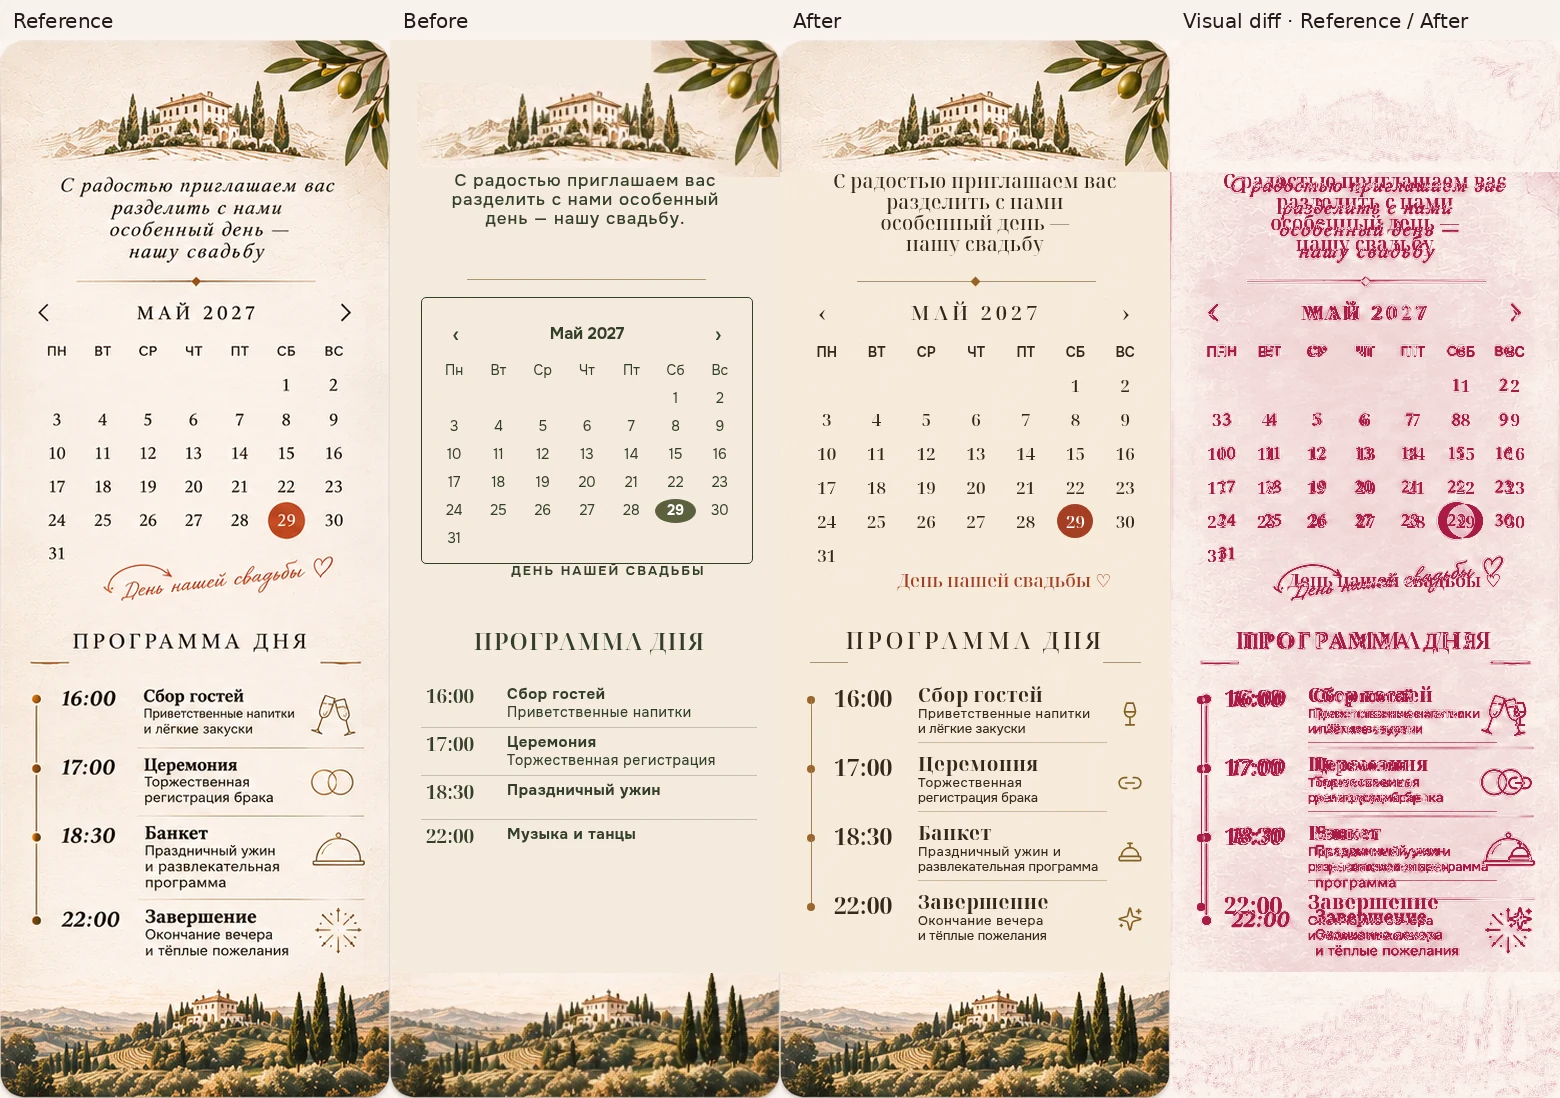 Reference
С радостью приглашаем вас
разделить с нами
особенный день —
нашу свадьбу
МАЙ 2027
ПН ВТ СР ЧТ ПТ СБ ВС
1 2
3 4 5 6 7 8 9
10 11 12 13 14 15 16
17 18 19 20 21 22 23
24 25 26 27 28 29 30
31
День нашей свадьбы ♡
ПРОГРАММА ДНЯ
16:00 Сбор гостей
Приветственные напитки
и лёгкие закуски
17:00 Церемония
Торжественная
регистрация брака
18:30 Банкет
Праздничный ужин
и развлекательная
программа
22:00 Завершение
Окончание вечера
и тёплые пожелания
Before
С радостью приглашаем вас
разделить с нами особенный
день — нашу свадьбу.
‹ Май 2027 ›
Пн Вт Ср Чт Пт Сб Вс
1 2
3 4 5 6 7 8 9
10 11 12 13 14 15 16
17 18 19 20 21 22 23
24 25 26 27 28 29 30
31
ДЕНЬ НАШЕЙ СВАДЬБЫ
ПРОГРАММА ДНЯ
16:00 Сбор гостей
Приветственные напитки
17:00 Церемония
Торжественная регистрация
18:30 Праздничный ужин
22:00 Музыка и танцы
After
С радостью приглашаем вас
разделить с нами
особенный день —
нашу свадьбу
‹ МАЙ 2027 ›
ПН ВТ СР ЧТ ПТ СБ ВС
1 2
3 4 5 6 7 8 9
10 11 12 13 14 15 16
17 18 19 20 21 22 23
24 25 26 27 28 29 30
31
День нашей свадьбы ♡
ПРОГРАММА ДНЯ
16:00 Сбор гостей
Приветственные напитки
и лёгкие закуски
17:00 Церемония
Торжественная
регистрация брака
18:30 Банкет
Праздничный ужин и
развлекательная программа
22:00 Завершение
Окончание вечера
и тёплые пожелания
Visual diff · Reference / After
программа
22:00 Завершение
22:00
и тёплые пожелания